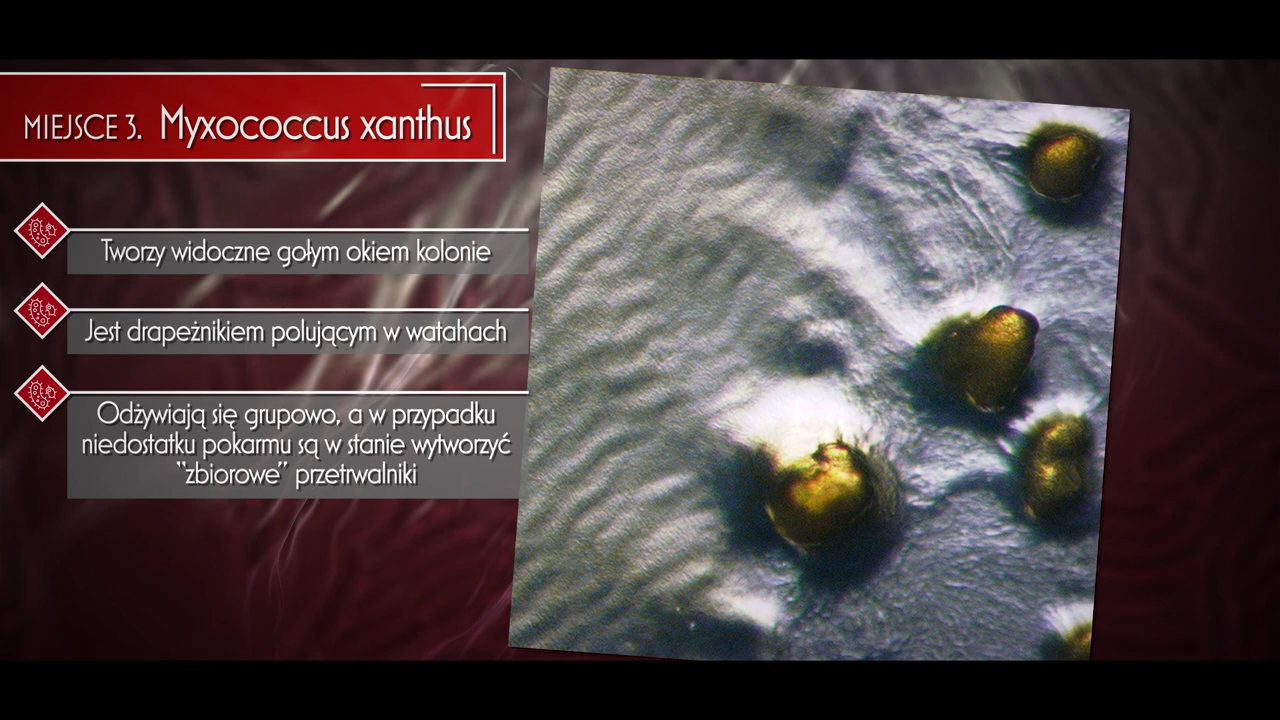 MIEJSCE 3. Myxococcus xanthus
Tworzy widoczne gołym okiem kolonie
Jest drapeżnikiem polującym w watahach
Odżywiają się grupowo, a w przypadku
niedostatku pokarmu są w stanie wytworzyć
"zbiorowe" przetrwalniki